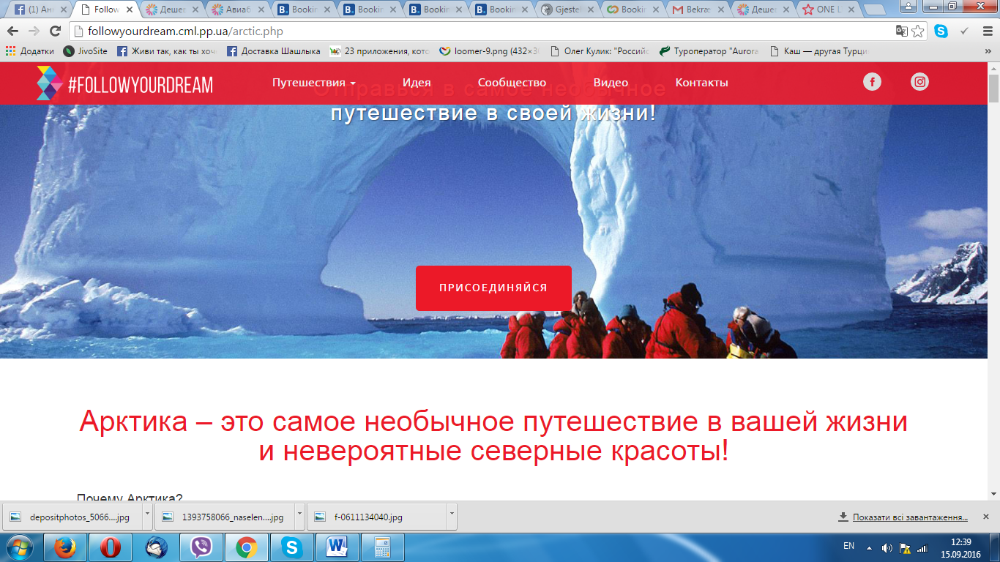 (1) Ан
Follow
Дешев
Авиаб
Bookin
Bookin
Bookin
Bookin
Gjestel
Bookin
Bekræ
Дешев
ONE L
followyourdream.cml.pp.ua/arctic.php
Додатки
JivoSite
Живи так, как ты хоч
Доставка Шашлыка
23 приложения, кото
loomer-9.png (432×3
Олег Кулик: "Россий
Туроператор "Aurora
Каш — другая Турци
»
#FOLLOWYOURDREAM
Путешествия
Идея
Сообщество
Видео
Контакты
Отправься в самое необычное
путешествие в своей жизни!
ПРИСОЕДИНЯЙСЯ
Арктика – это самое необычное путешествие в вашей жизни
и невероятные северные красоты!
Почему Арктика?
depositphotos_5066....jpg
1393758066_naselen....jpg
f-0611134040.jpg
Показати всі завантаження...
EN
12:39
15.09.2016